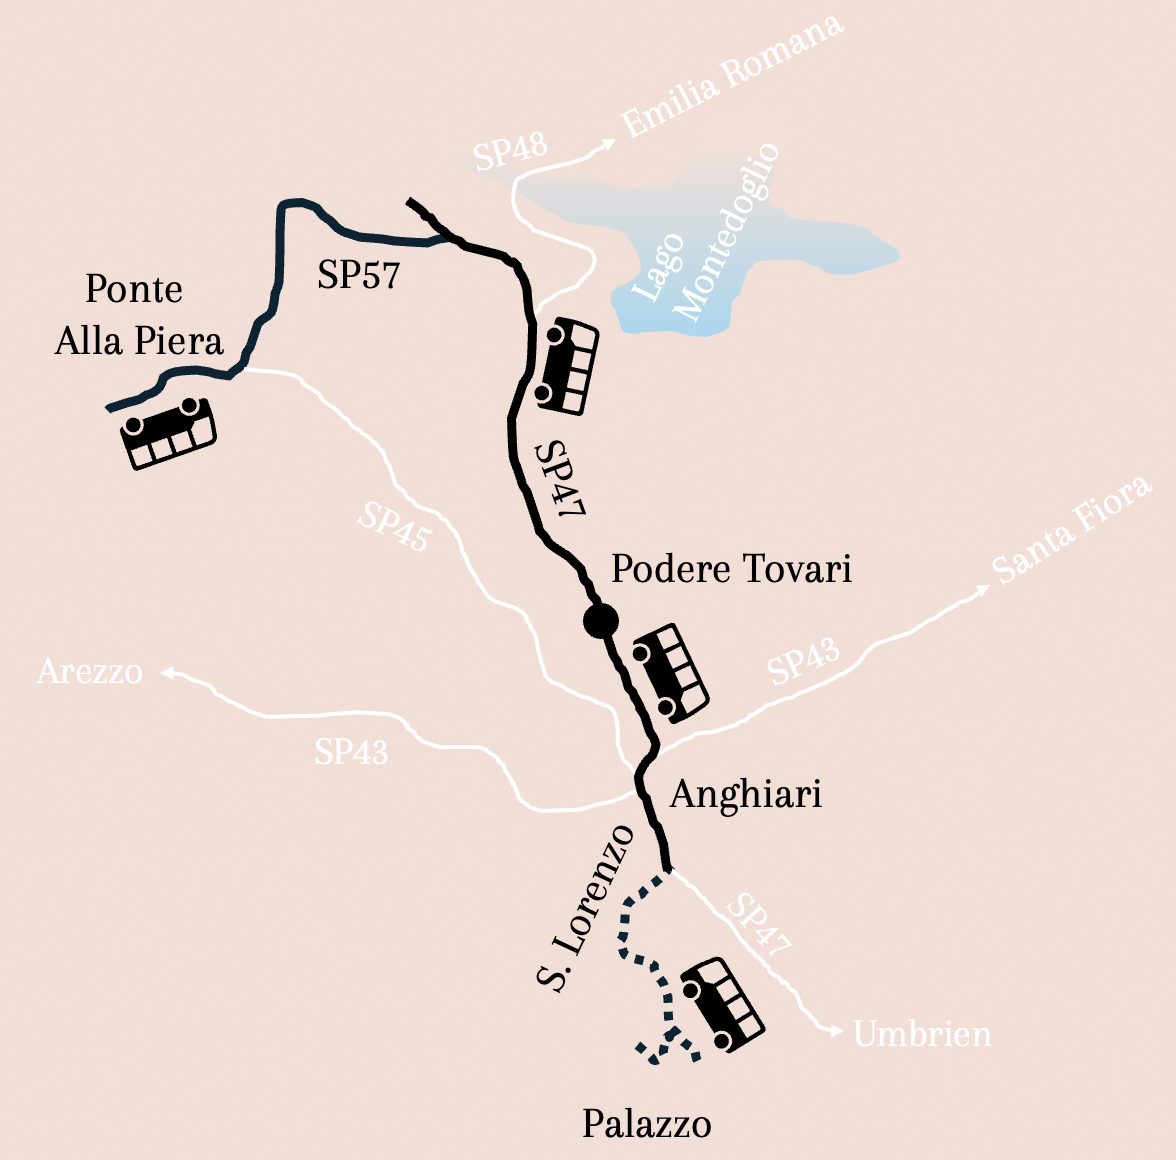 Emilia Romana
SP48
Lago
Montedoglio
SP57
Ponte
Alla Piera
SP47
SP45
Santa Fiora
Podere Tovari
SP43
Arezzo
SP43
Anghiari
S. Lorenzo
SP47
Umbrien
Palazzo